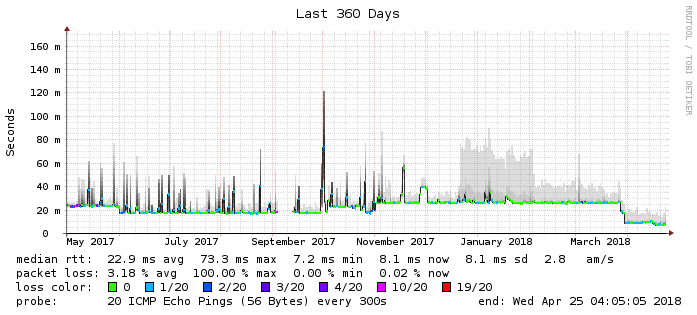 Last 360 Days
RRDTOOL / TOBI OETIKER
Seconds
160 m
140 m
120 m
100 m
80 m
60 m
40 m
20 m
0
May 2017 July 2017 September 2017 November 2017 January 2018 March 2018
median rtt: 22.9 ms avg 73.3 ms max 7.2 ms min 8.1 ms now 8.1 ms sd 2.8 am/s
packet loss: 3.18 % avg 100.00 % max 0.00 % min 0.02 % now
loss color: 0 1/20 2/20 3/20 4/20 10/20 19/20
probe: 20 ICMP Echo Pings (56 Bytes) every 300s end: Wed Apr 25 04:05:05 2018